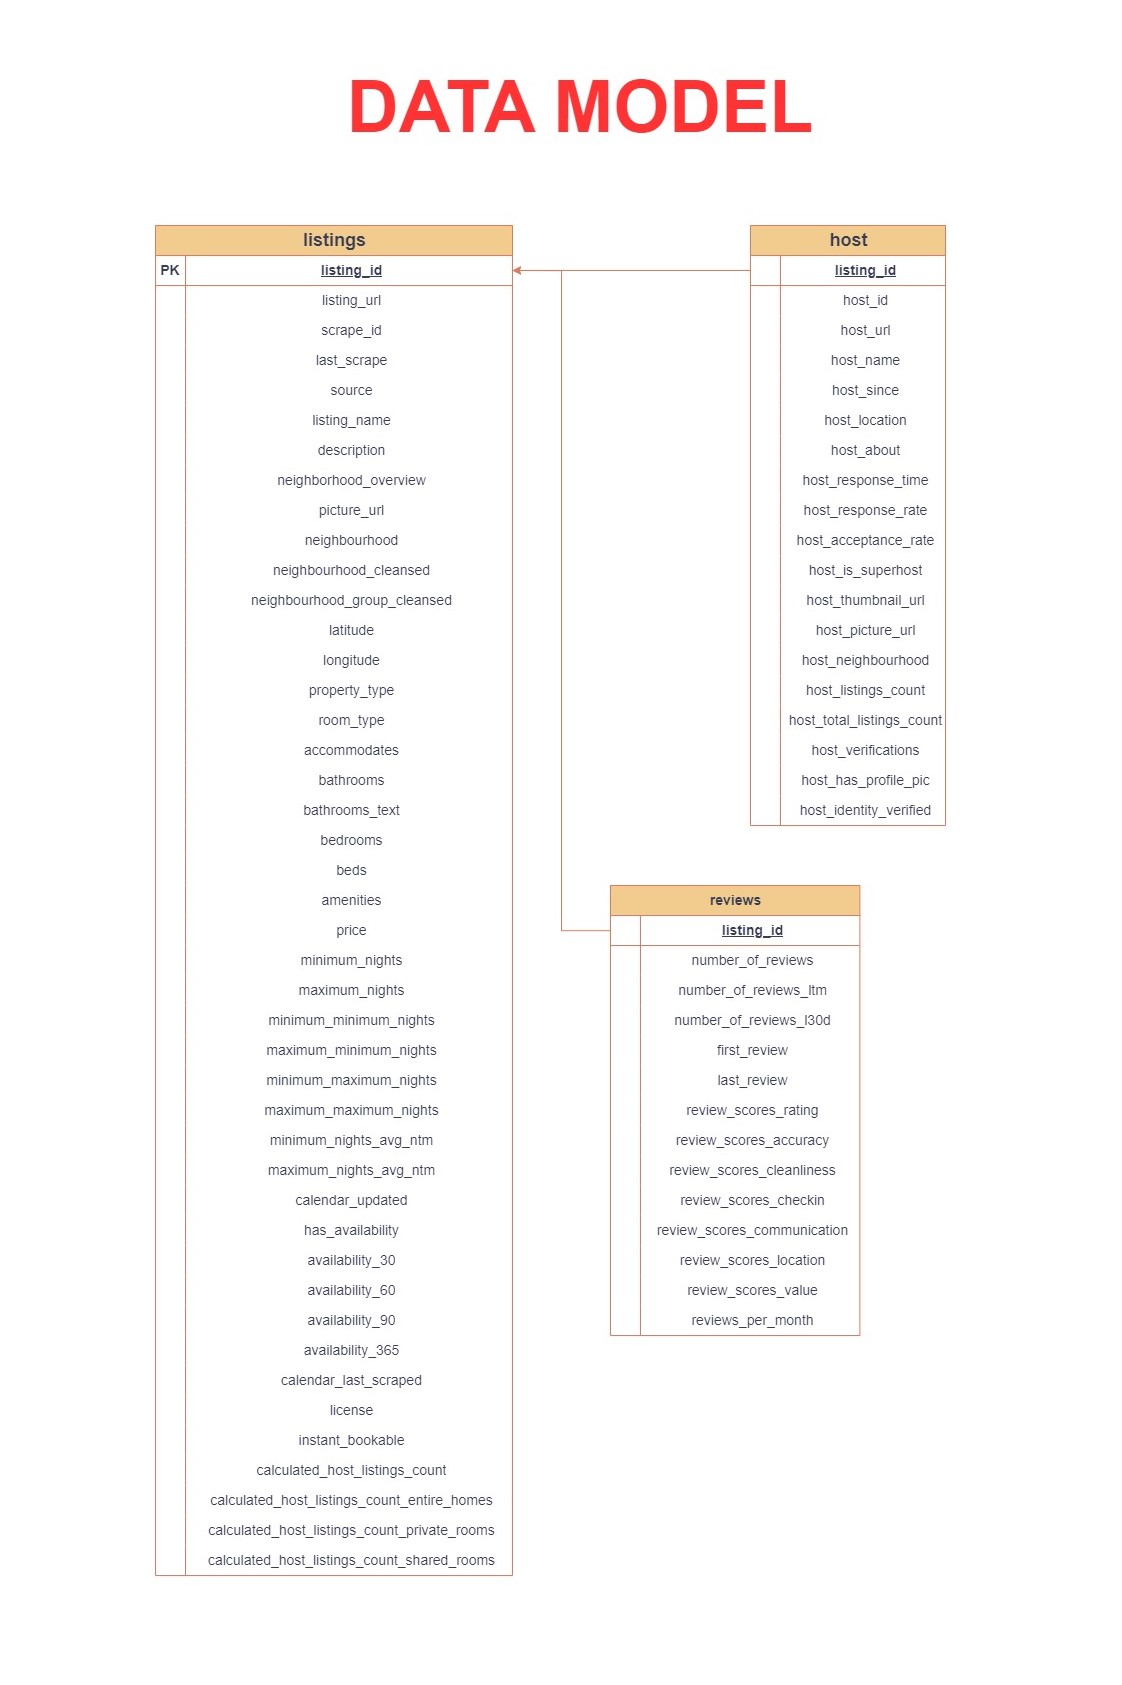 DATA MODEL
listings
PK
listing_id
listing_url
scrape_id
last_scrape
source
listing_name
description
neighborhood_overview
picture_url
neighbourhood
neighbourhood_cleansed
neighbourhood_group_cleansed
latitude
longitude
property_type
room_type
accommodates
bathrooms
bathrooms_text
bedrooms
beds
amenities
price
minimum_nights
maximum_nights
minimum_minimum_nights
maximum_minimum_nights
minimum_maximum_nights
maximum_maximum_nights
minimum_nights_avg_ntm
maximum_nights_avg_ntm
calendar_updated
has_availability
availability_30
availability_60
availability_90
availability_365
calendar_last_scraped
license
instant_bookable
calculated_host_listings_count
calculated_host_listings_count_entire_homes
calculated_host_listings_count_private_rooms
calculated_host_listings_count_shared_rooms
host
listing_id
host_id
host_url
host_name
host_since
host_location
host_about
host_response_time
host_response_rate
host_acceptance_rate
host_is_superhost
host_thumbnail_url
host_picture_url
host_neighbourhood
host_listings_count
host_total_listings_count
host_verifications
host_has_profile_pic
host_identity_verified
reviews
listing_id
number_of_reviews
number_of_reviews_ltm
number_of_reviews_l30d
first_review
last_review
review_scores_rating
review_scores_accuracy
review_scores_cleanliness
review_scores_checkin
review_scores_communication
review_scores_location
review_scores_value
reviews_per_month